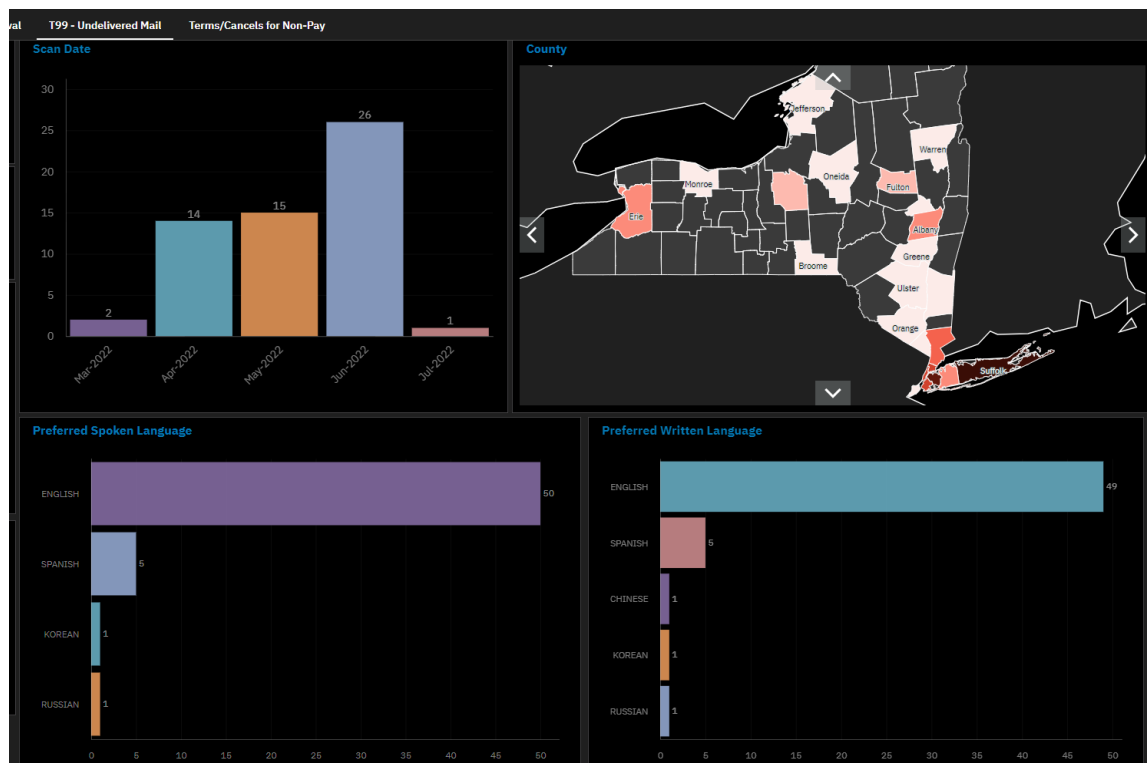 val T99 - Undelivered Mail Terms/Cancels for Non-Pay
Scan Date
30
25
20
15
10
5
0
2
14
15
26
1
Mar-2022
Apr-2022
May-2022
Jun-2022
Jul-2022
County
Jefferson
Warren
Oneida
Monroe
Fulton
Erie
Albany
Greene
Broome
Ulster
Orange
Suffolk
Preferred Spoken Language
ENGLISH 50
SPANISH 5
KOREAN 1
RUSSIAN 1
0 5 10 15 20 25 30 35 40 45 50
Preferred Written Language
ENGLISH 49
SPANISH 5
CHINESE 1
KOREAN 1
RUSSIAN 1
0 5 10 15 20 25 30 35 40 45 50